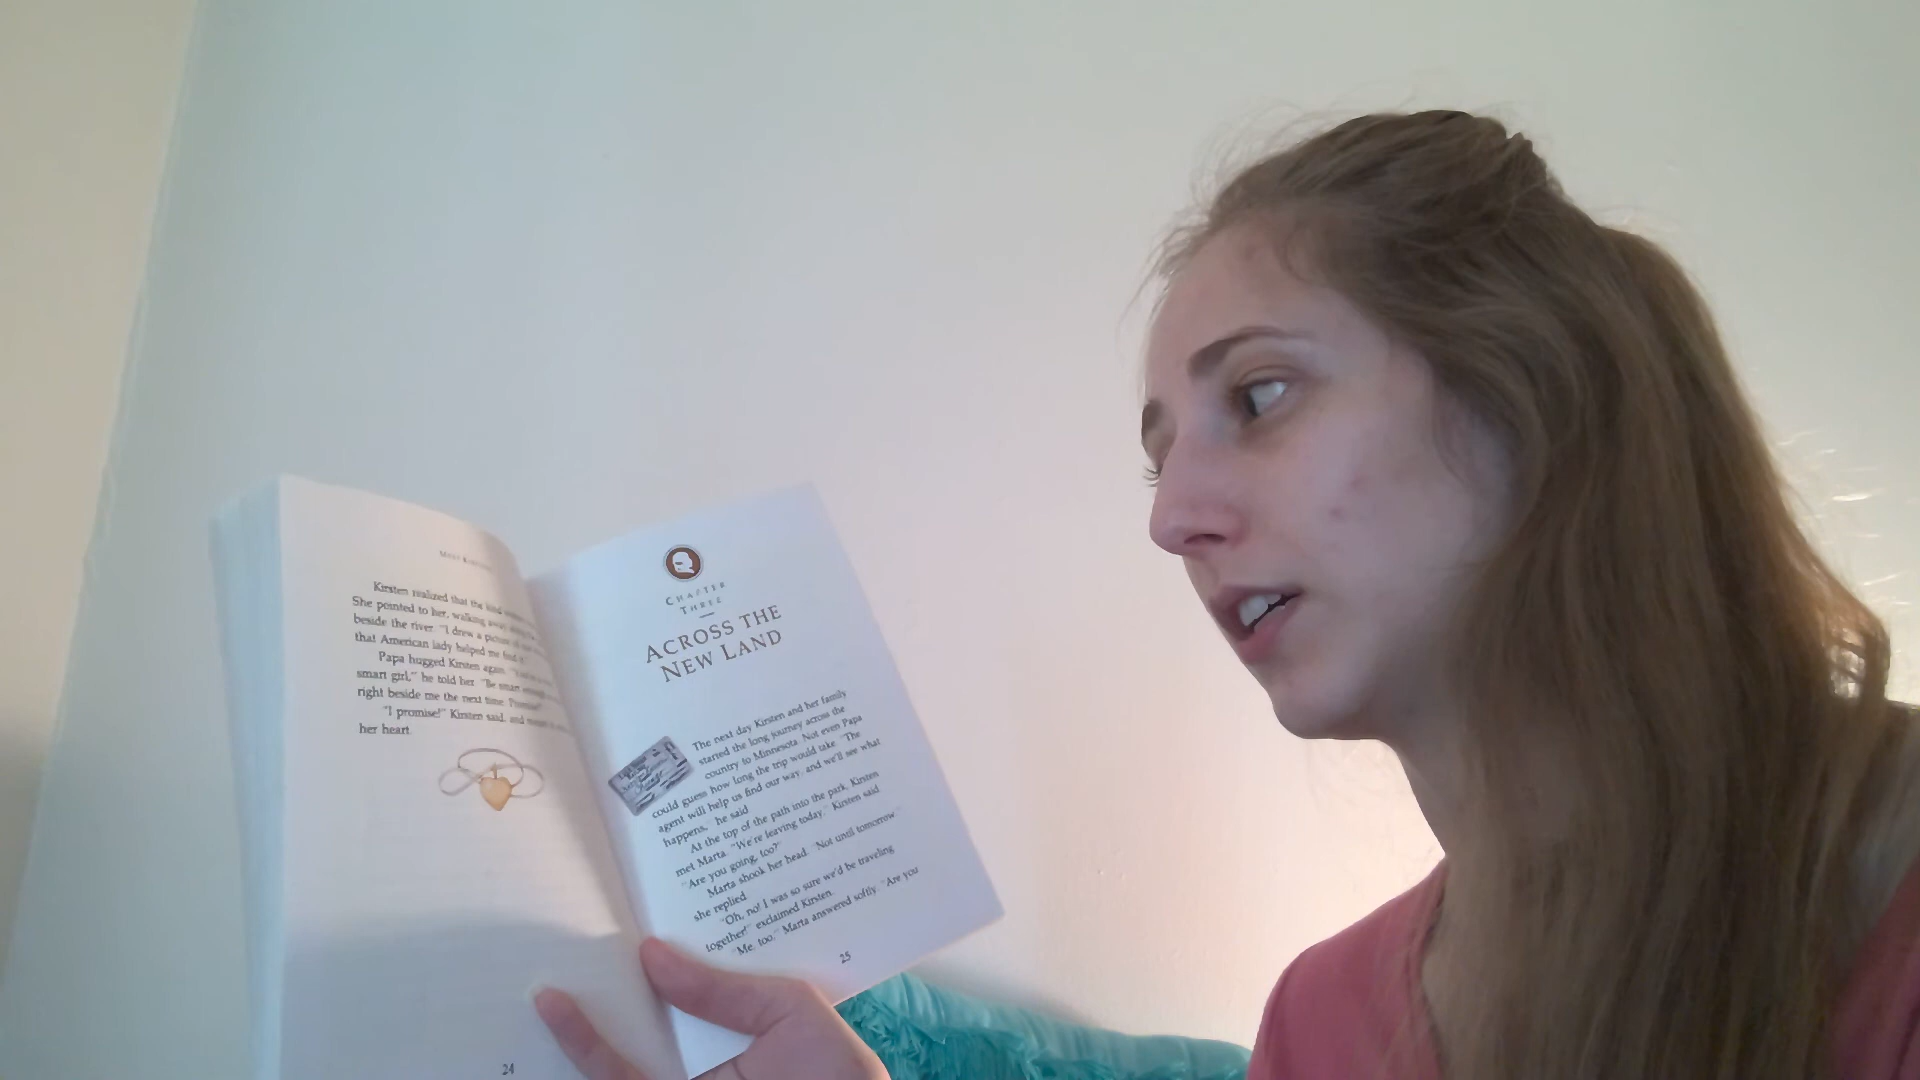 Meet Kirsten
Kirsten realized that the kind
She pointed to her, walking away
beside the river. "I drew a picture
that American lady helped me find it."
Papa hugged Kirsten again.
smart girl," he told her. "Be smart
right beside me the next time. Promise?"
"I promise!" Kirsten said, and
her heart.
24
CHAPTER
THREE
ACROSS THE
NEW LAND
The next day Kirsten and her family
started the long journey across the
country to Minnesota. Not even Papa
could guess how long the trip would take. "The
agent will help us find our way, and we'll see what
happens," he said.
At the top of the path into the park, Kirsten
met Marta. "We're leaving today," Kirsten said.
"Are you going, too?"
Marta shook her head. "Not until tomorrow,"
she replied.
"Oh, no! I was so sure we'd be traveling
together!" exclaimed Kirsten.
"Me, too," Marta answered softly. "Are you
25